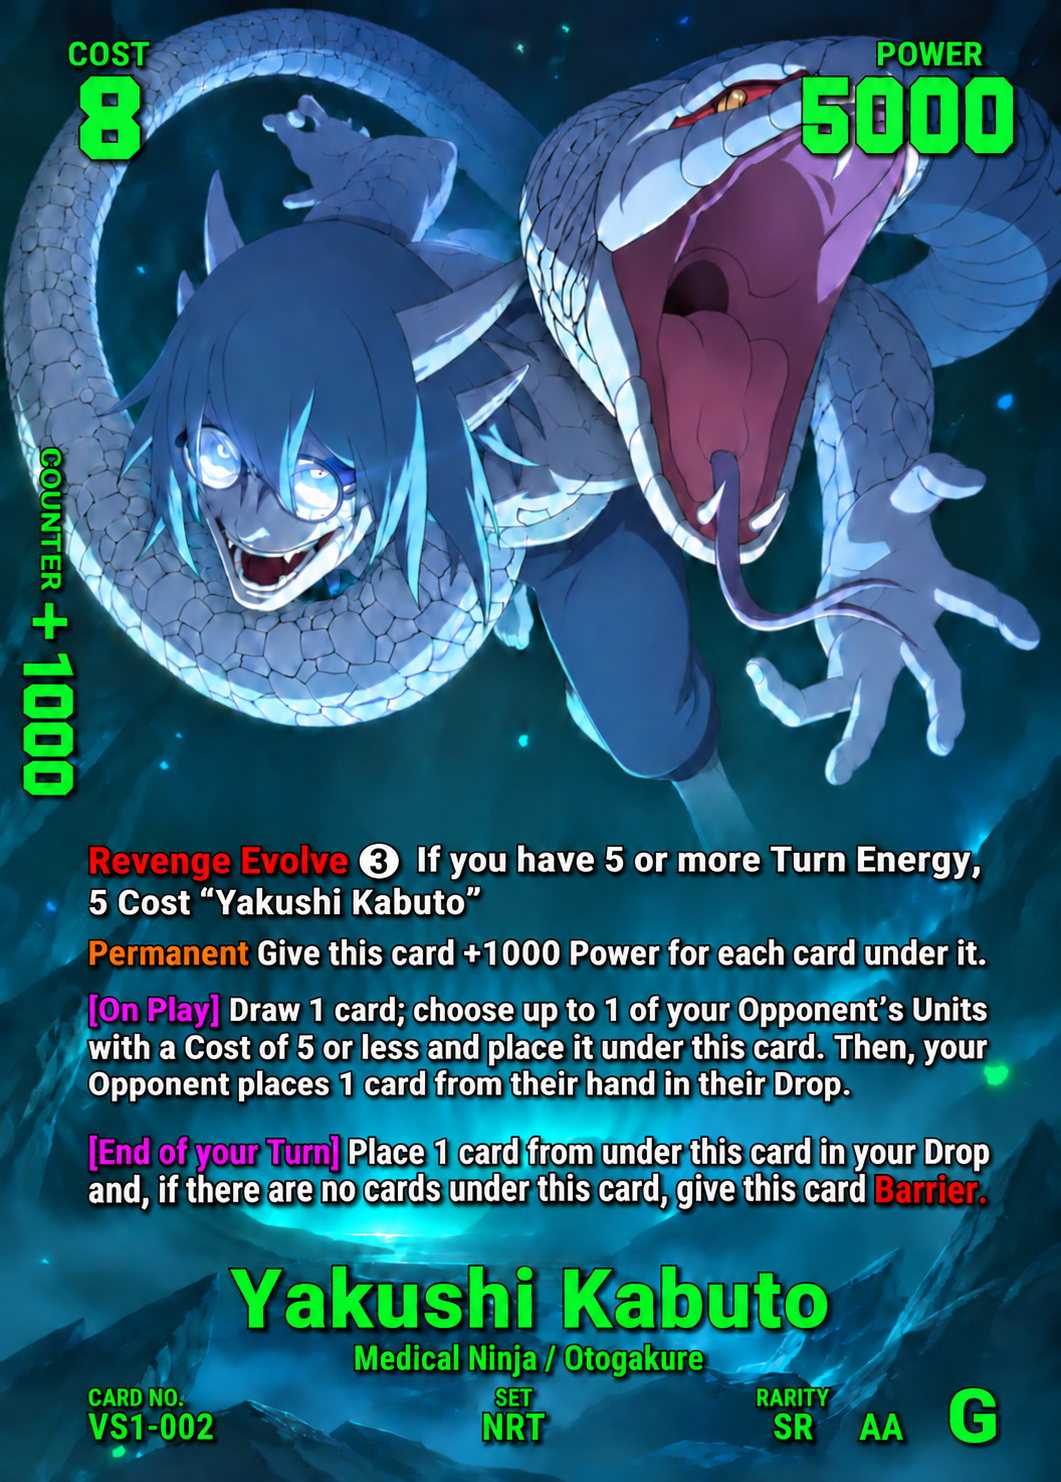 COST
8
POWER
5000
COUNTER +1000
Revenge Evolve 3 If you have 5 or more Turn Energy,
5 Cost “Yakushi Kabuto”
Permanent Give this card +1000 Power for each card under it.
[On Play] Draw 1 card; choose up to 1 of your Opponent’s Units
with a Cost of 5 or less and place it under this card. Then, your
Opponent places 1 card from their hand in their Drop.
[End of your Turn] Place 1 card from under this card in your Drop
and, if there are no cards under this card, give this card Barrier.
Yakushi Kabuto
Medical Ninja / Otogakure
CARD NO.
VS1-002
SET
NRT
RARITY
SR
AA
G